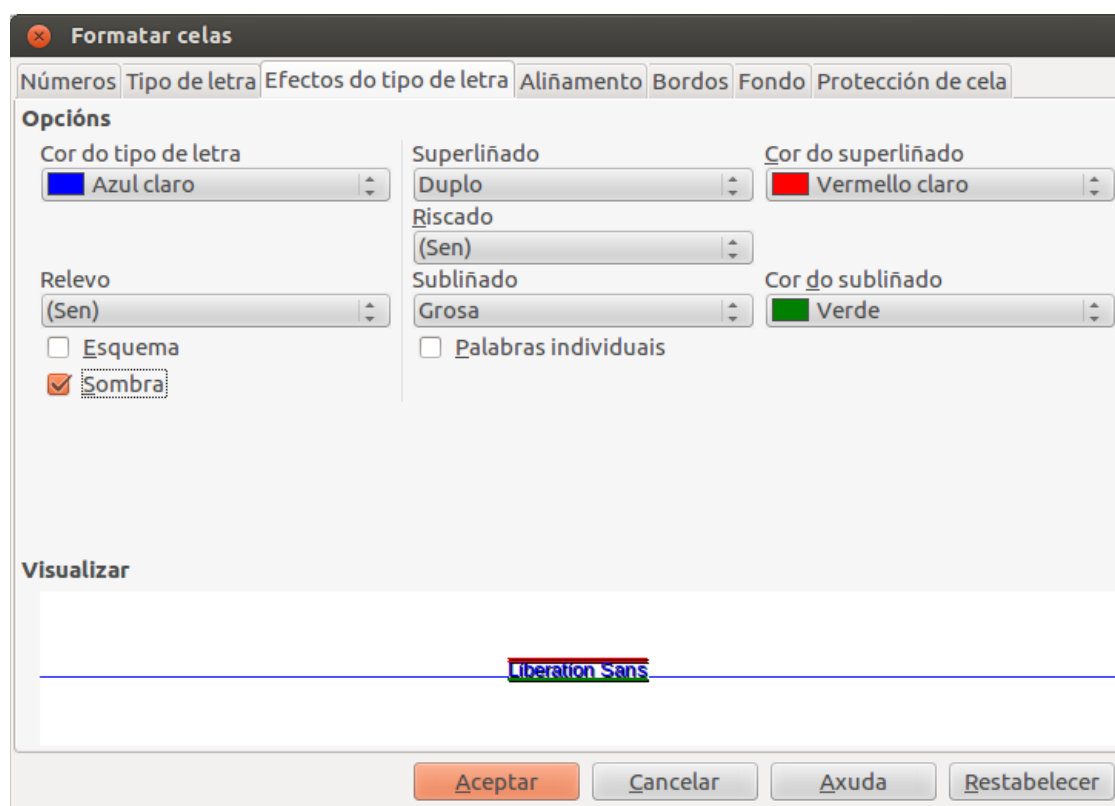 Formatar celas
Números Tipo de letra Efectos do tipo de letra Aliñamento Bordos Fondo Protección de cela
Opcións
Cor do tipo de letra Superliñado Cor do superliñado
Azul claro Duplo Vermello claro
Riscado
(Sen)
Relevo Subliñado Cor do subliñado
(Sen) Grosa Verde
Esquema Palabras individuais
Sombra
Visualizar
Liberation Sans
Aceptar Cancelar Axuda Restabelecer